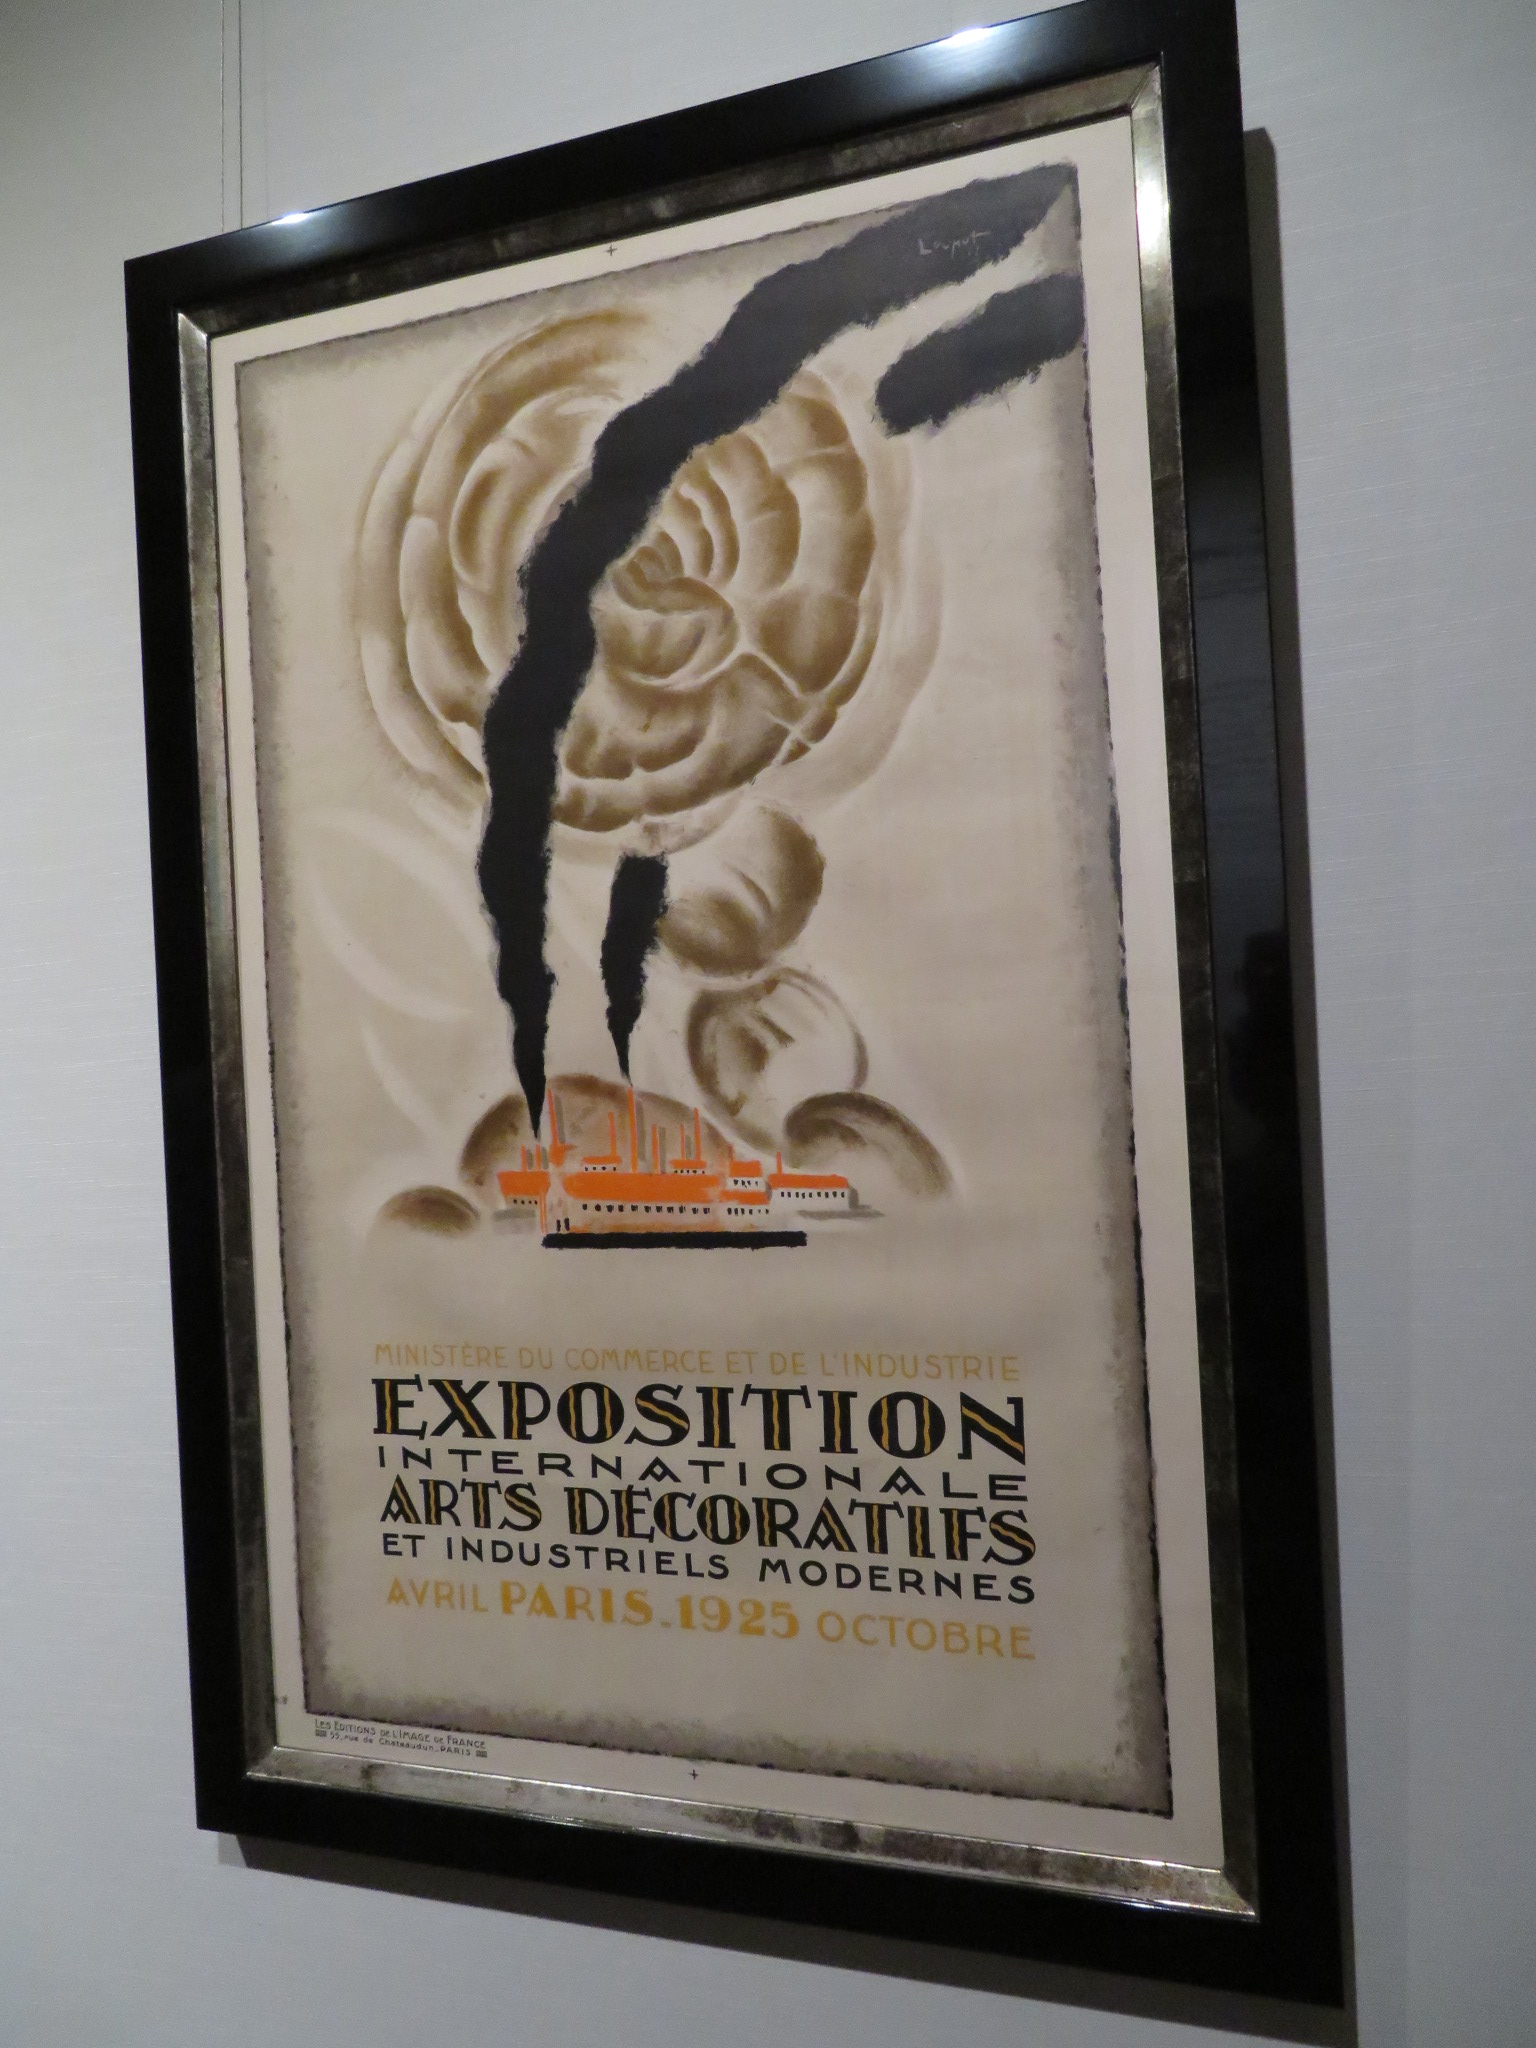 Loupot
MINISTÈRE DU COMMERCE ET DE L'INDUSTRIE
EXPOSITION
INTERNATIONALE
ARTS DÉCORATIFS
ET INDUSTRIELS MODERNES
AVRIL PARIS_1925 OCTOBRE
LES EDITIONS DE L'IMAGE DE FRANCE
55, rue de Chateaudun_PARIS